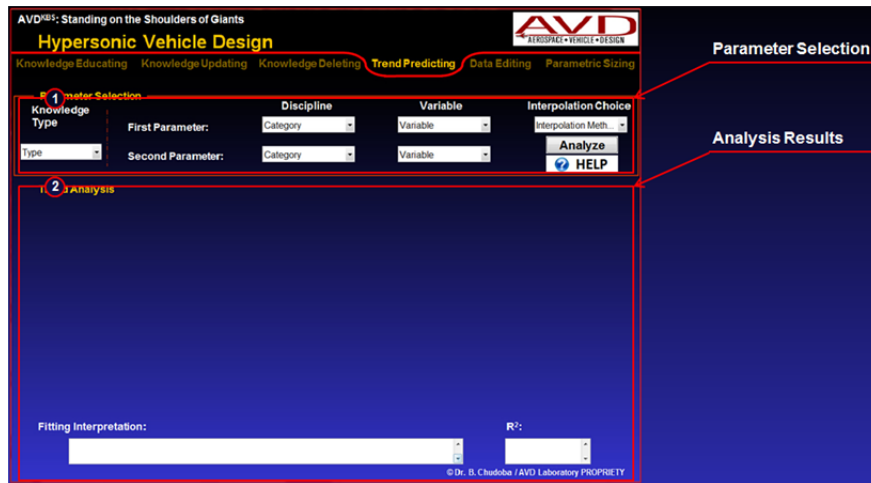 AVDKBS: Standing on the Shoulders of Giants
Hypersonic Vehicle Design
AVD
AEROSPACE • VEHICLE • DESIGN
Knowledge Educating Knowledge Updating Knowledge Deleting Trend Predicting Data Editing Parametric Sizing
Parameter Selection
Parameter Selection
1
Knowledge Type
Discipline Variable Interpolation Choice
First Parameter: Category Variable Interpolation Meth...
Type
Second Parameter: Category Variable Analyze
HELP
Analysis Results
2
Trend Analysis
Fitting Interpretation: R²:
© Dr. B. Chudoba / AVD Laboratory PROPRIETY